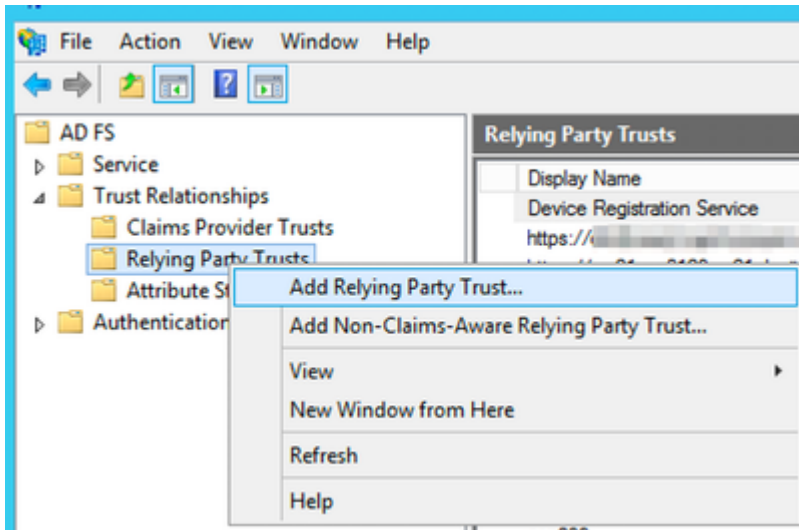 File Action View Window Help
AD FS
Service
Trust Relationships
Claims Provider Trusts
Relying Party Trusts
Attribute St
Authentication
Relying Party Trusts
Display Name
Device Registration Service
https://
Add Relying Party Trust...
Add Non-Claims-Aware Relying Party Trust...
View
New Window from Here
Refresh
Help